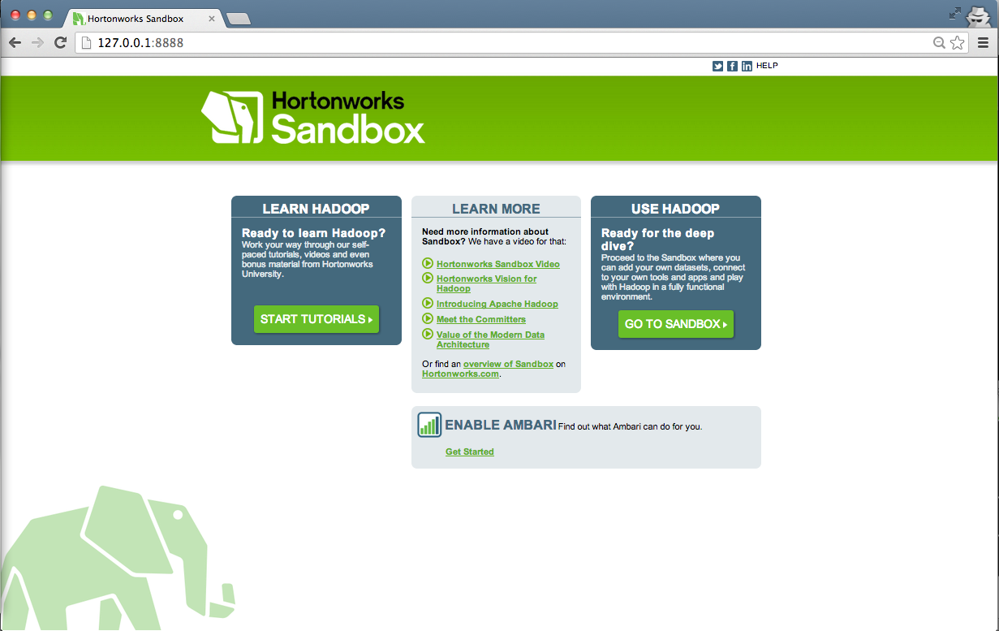 Hortonworks Sandbox
127.0.0.1:8888
HELP
Hortonworks
Sandbox
LEARN HADOOP
Ready to learn Hadoop?
Work your way through our self-
paced tutorials, videos and even
bonus material from Hortonworks
University.
START TUTORIALS
LEARN MORE
Need more information about
Sandbox? We have a video for that:
Hortonworks Sandbox Video
Hortonworks Vision for
Hadoop
Introducing Apache Hadoop
Meet the Committers
Value of the Modern Data
Architecture
Or find an overview of Sandbox on
Hortonworks.com.
USE HADOOP
Ready for the deep
dive?
Proceed to the Sandbox where you
can add your own datasets, connect
to your own tools and apps and play
with Hadoop in a fully functional
environment.
GO TO SANDBOX
ENABLE AMBARI Find out what Ambari can do for you.
Get Started